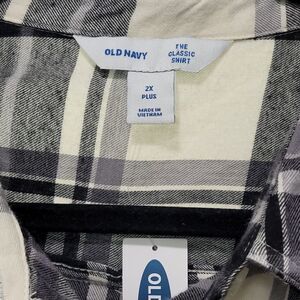 OLD NAVY
THE
CLASSIC
SHIRT
2X
PLUS
MADE IN
VIETNAM
OLD